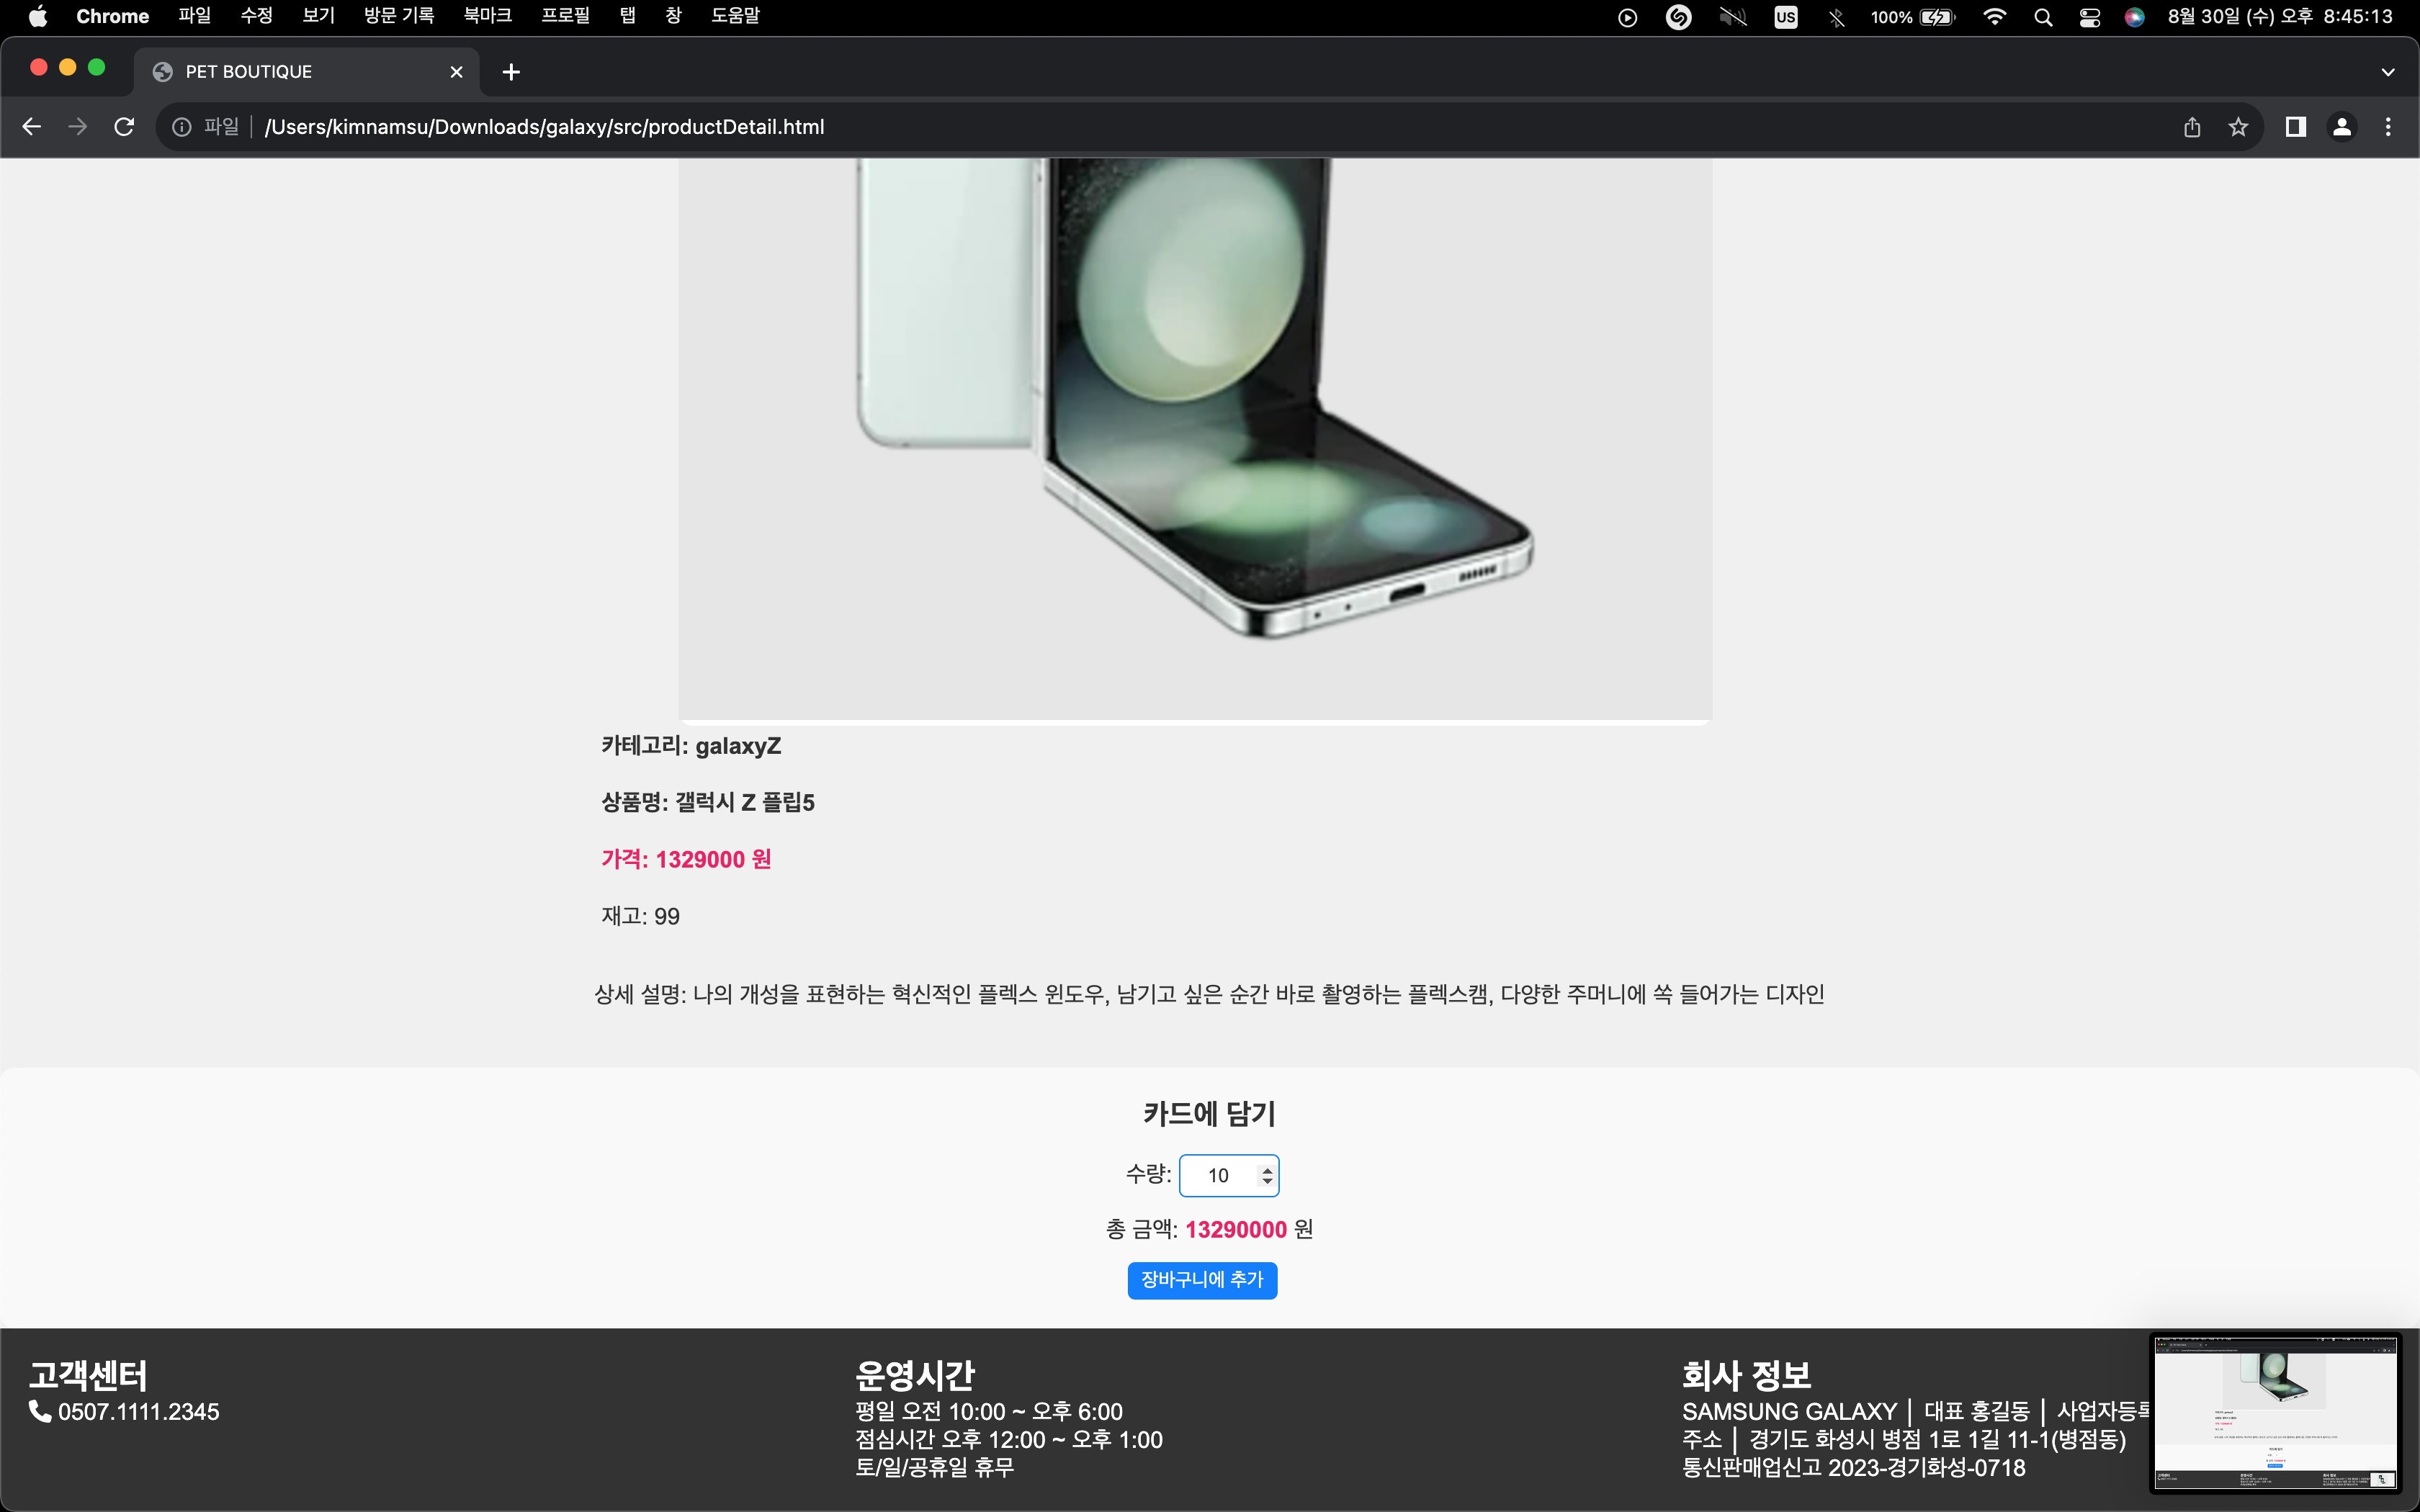 Chrome 파일 수정 보기 방문 기록 북마크 프로필 탭 창 도움말 US 100% 8월 30일 (수) 오후 8:45:13
PET BOUTIQUE
파일 /Users/kimnamsu/Downloads/galaxy/src/productDetail.html
카테고리: galaxyZ
상품명: 갤럭시 Z 플립5
가격: 1329000 원
재고: 99
상세 설명: 나의 개성을 표현하는 혁신적인 플렉스 윈도우, 남기고 싶은 순간 바로 촬영하는 플렉스캠, 다양한 주머니에 쏙 들어가는 디자인
카드에 담기
수량: 10
총 금액: 13290000 원
장바구니에 추가
고객센터
0507.1111.2345
운영시간
평일 오전 10:00 ~ 오후 6:00
점심시간 오후 12:00 ~ 오후 1:00
토/일/공휴일 휴무
회사 정보
SAMSUNG GALAXY | 대표 홍길동 | 사업자등록
주소 | 경기도 화성시 병점 1로 1길 11-1(병점동)
통신판매업신고 2023-경기화성-0718